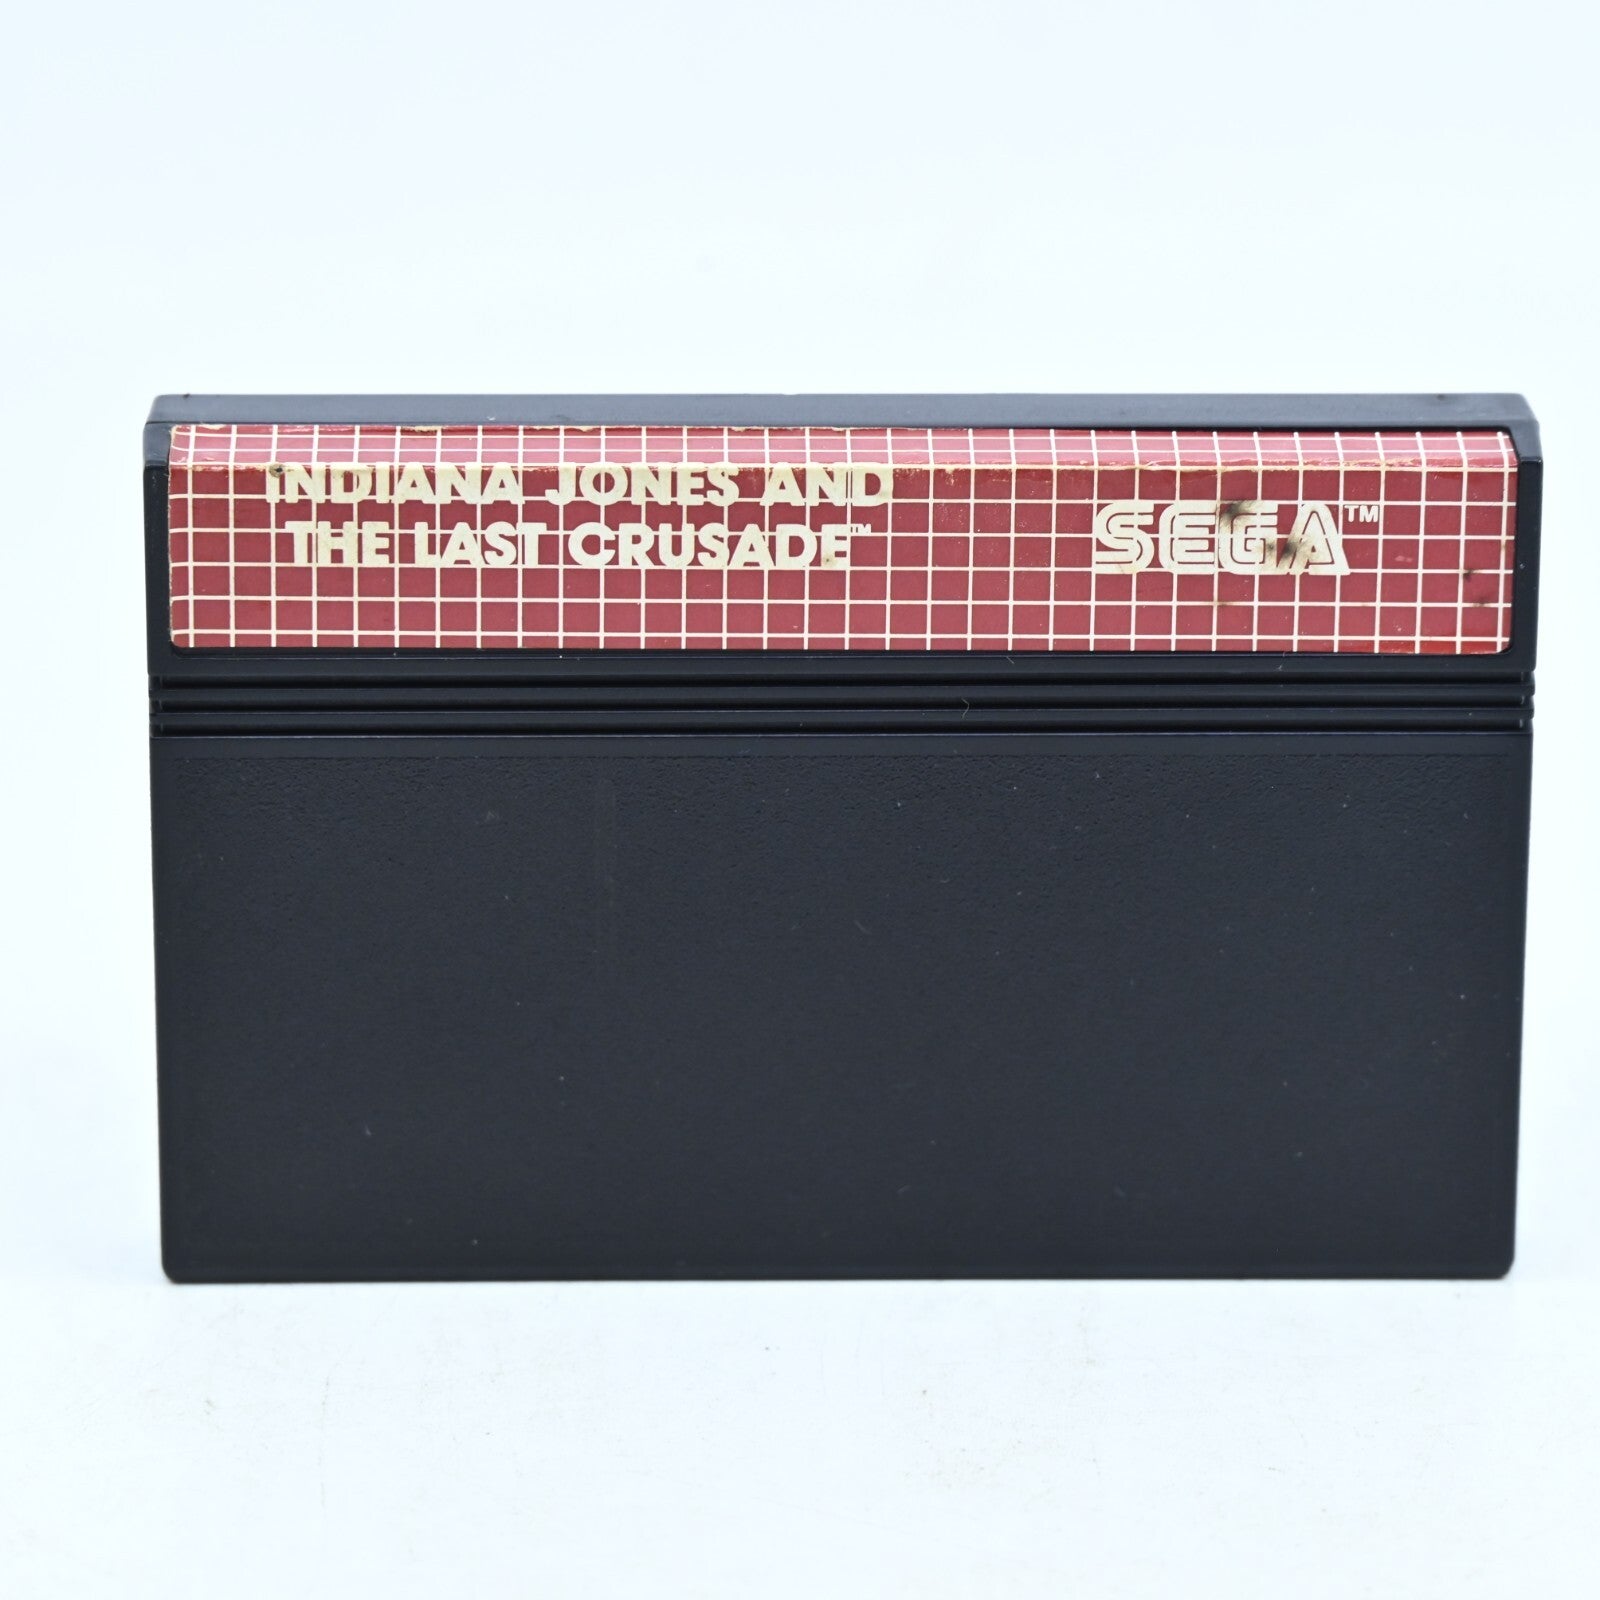 INDIANA JONES AND
THE LAST CRUSADE™
SEGA™